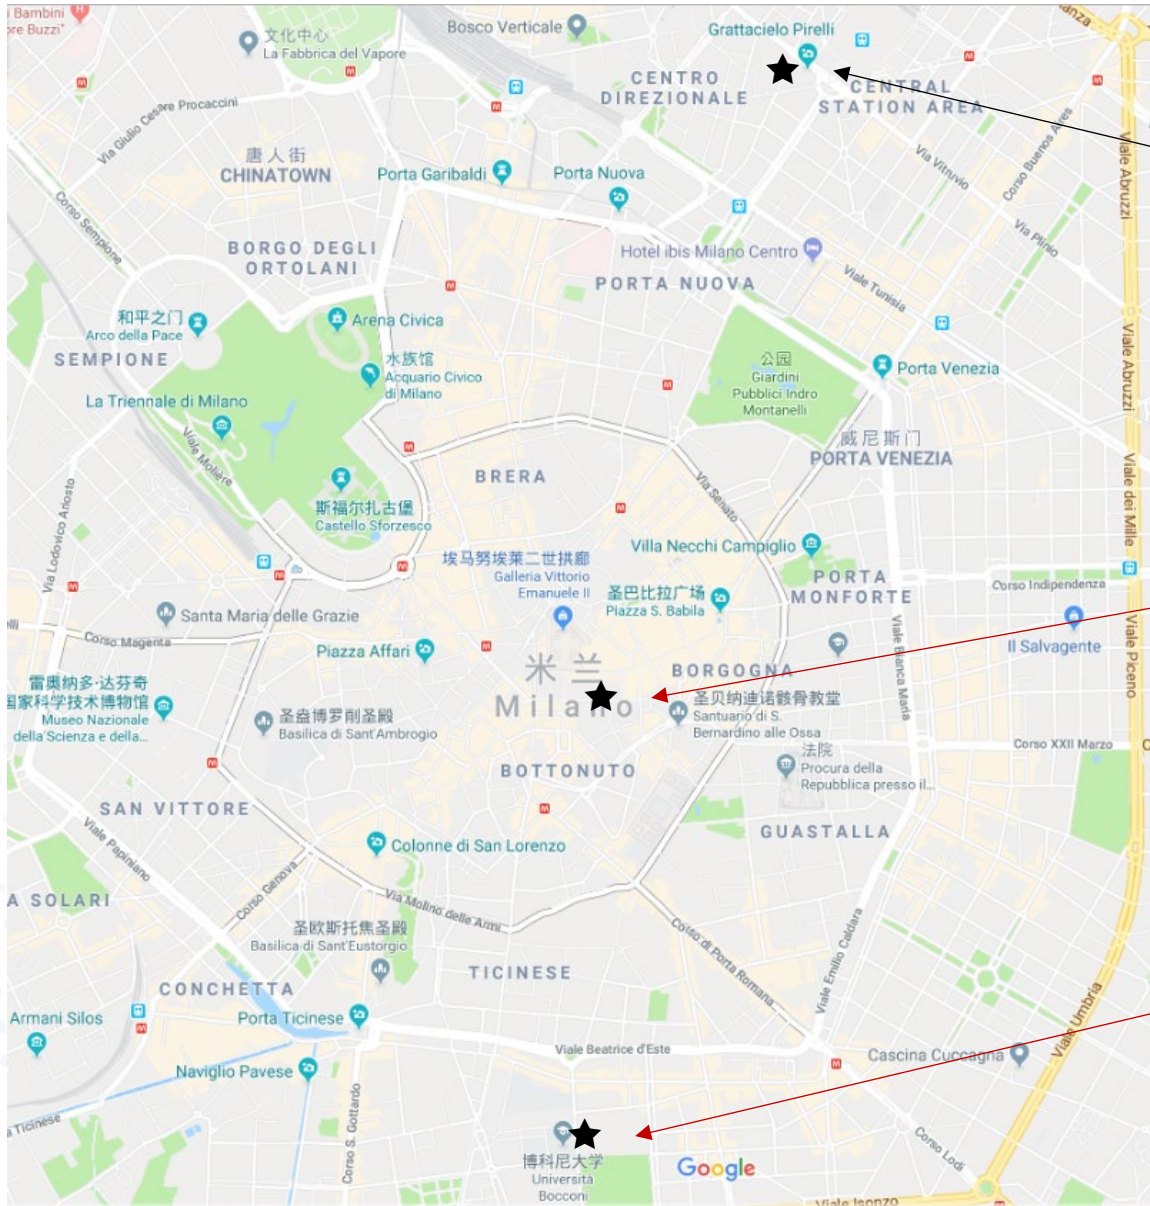 i Bambini
ore Buzzi"
文化中心
La Fabbrica del Vapore
Bosco Verticale
Grattacielo Pirelli
CENTRO
DIREZIONALE
CENTRAL
STATION AREA
Via Giulio Cesare Procaccini
唐人街
CHINATOWN
Porta Garibaldi
Porta Nuova
Via Vitruvio
Corso Buenos Aires
Viale Abruzzi
Corso Sempione
BORGO DEGLI
ORTOLANI
Hotel ibis Milano Centro
Via Plinio
PORTA NUOVA
Viale Tunisia
和平之门
Arco della Pace
Arena Civica
SEMPIONE
水族馆
Acquario Civico
di Milano
公园
Giardini
Pubblici Indro
Montanelli
Porta Venezia
Viale Abruzzi
La Triennale di Milano
Viale Molière
威尼斯门
PORTA VENEZIA
BRERA
Via Senato
Via Lodovico Ariosto
斯福尔扎古堡
Castello Sforzesco
Viale dei Mille
埃马努埃莱二世拱廊
Galleria Vittorio
Emanuele II
Villa Necchi Campiglio
圣巴比拉广场
Piazza S. Babila
PORTA
MONFORTE
Corso Indipendenza
Santa Maria delle Grazie
Corso Magenta
Piazza Affari
Il Salvagente
Viale Bianca Maria
Viale Piceno
BORGOGNA
米兰
Milano
雷奥纳多·达芬奇
国家科学技术博物馆
Museo Nazionale
della Scienza e della...
圣盎博罗削圣殿
Basilica di Sant'Ambrogio
圣贝纳迪诺骸骨教堂
Santuario di S.
Bernardino alle Ossa
法院
Procura della
Repubblica presso il...
Corso XXII Marzo
BOTTONUTO
SAN VITTORE
GUASTALLA
Viale Papiniano
Colonne di San Lorenzo
A SOLARI
Corso Genova
Via Molino delle Armi
圣欧斯托焦圣殿
Basilica di Sant'Eustorgio
Corso di Porta Romana
Viale Emilio Caldara
TICINESE
CONCHETTA
Armani Silos
Porta Ticinese
Viale Beatrice d'Este
Cascina Cuccagna
Viale Umbria
Naviglio Pavese
a Ticinese
Corso S. Gottardo
博科尼大学
Università
Bocconi
Google
Corso Lodi
Viale Isonzo